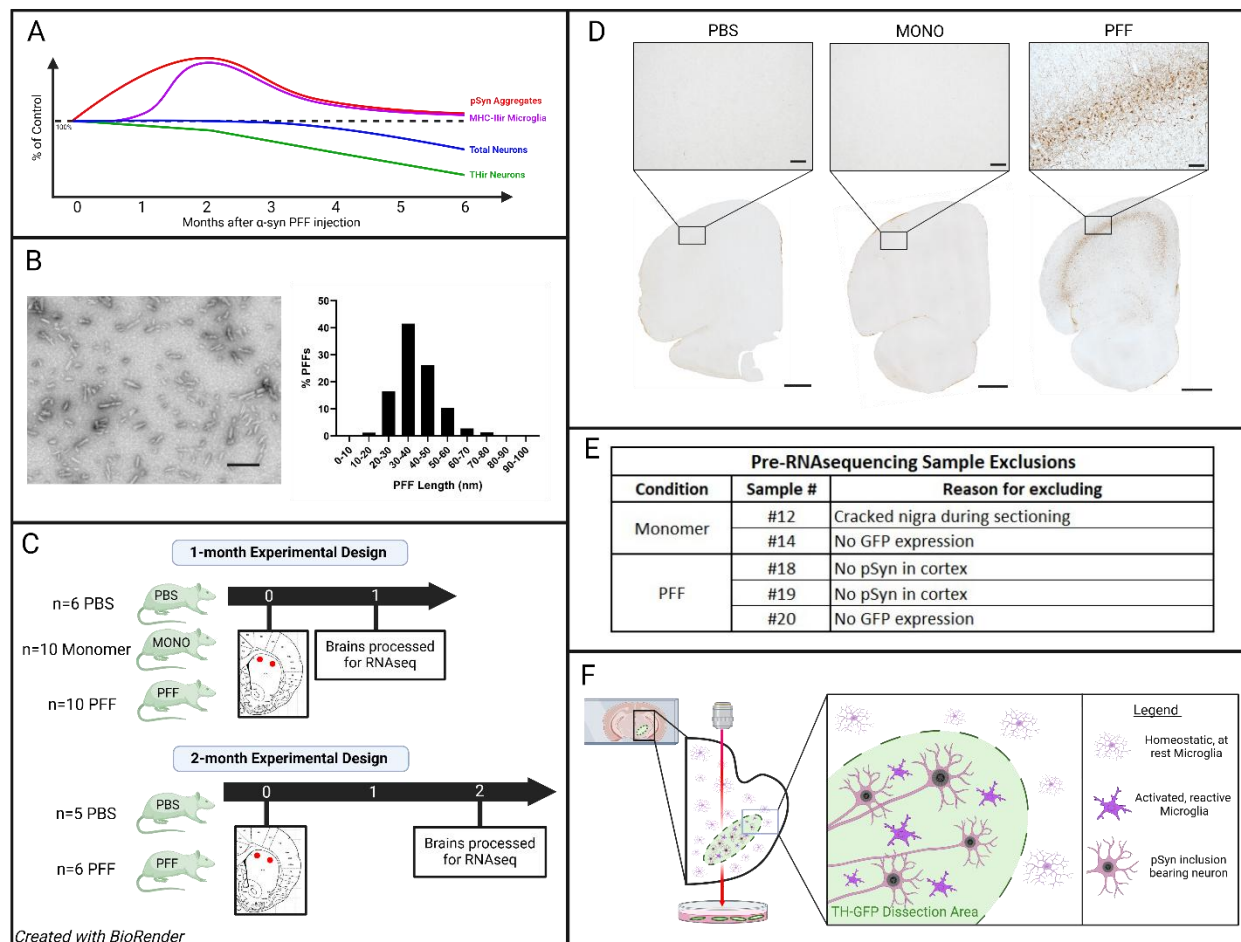 A
% of Control
100%
pSyn Aggregates
MHC-IIir Microglia
Total Neurons
THir Neurons
0 1 2 3 4 5 6
Months after α-syn PFF injection
B
% PFFs
50
40
30
20
10
0
0-10 10-20 20-30 30-40 40-50 50-60 60-70 70-80 80-90 90-100
PFF Length (nm)
C
1-month Experimental Design
n=6 PBS
PBS
0 1
n=10 Monomer
MONO
Brains processed
for RNAseq
n=10 PFF
PFF
2-month Experimental Design
0 1 2
n=5 PBS
PBS
Brains processed
for RNAseq
n=6 PFF
PFF
Created with BioRender
D
PBS MONO PFF
E
Pre-RNAsequencing Sample Exclusions
Condition Sample # Reason for excluding
Monomer
#12 Cracked nigra during sectioning
#14 No GFP expression
PFF
#18 No pSyn in cortex
#19 No pSyn in cortex
#20 No GFP expression
F
TH-GFP Dissection Area
Legend
Homeostatic, at
rest Microglia
Activated, reactive
Microglia
pSyn inclusion
bearing neuron